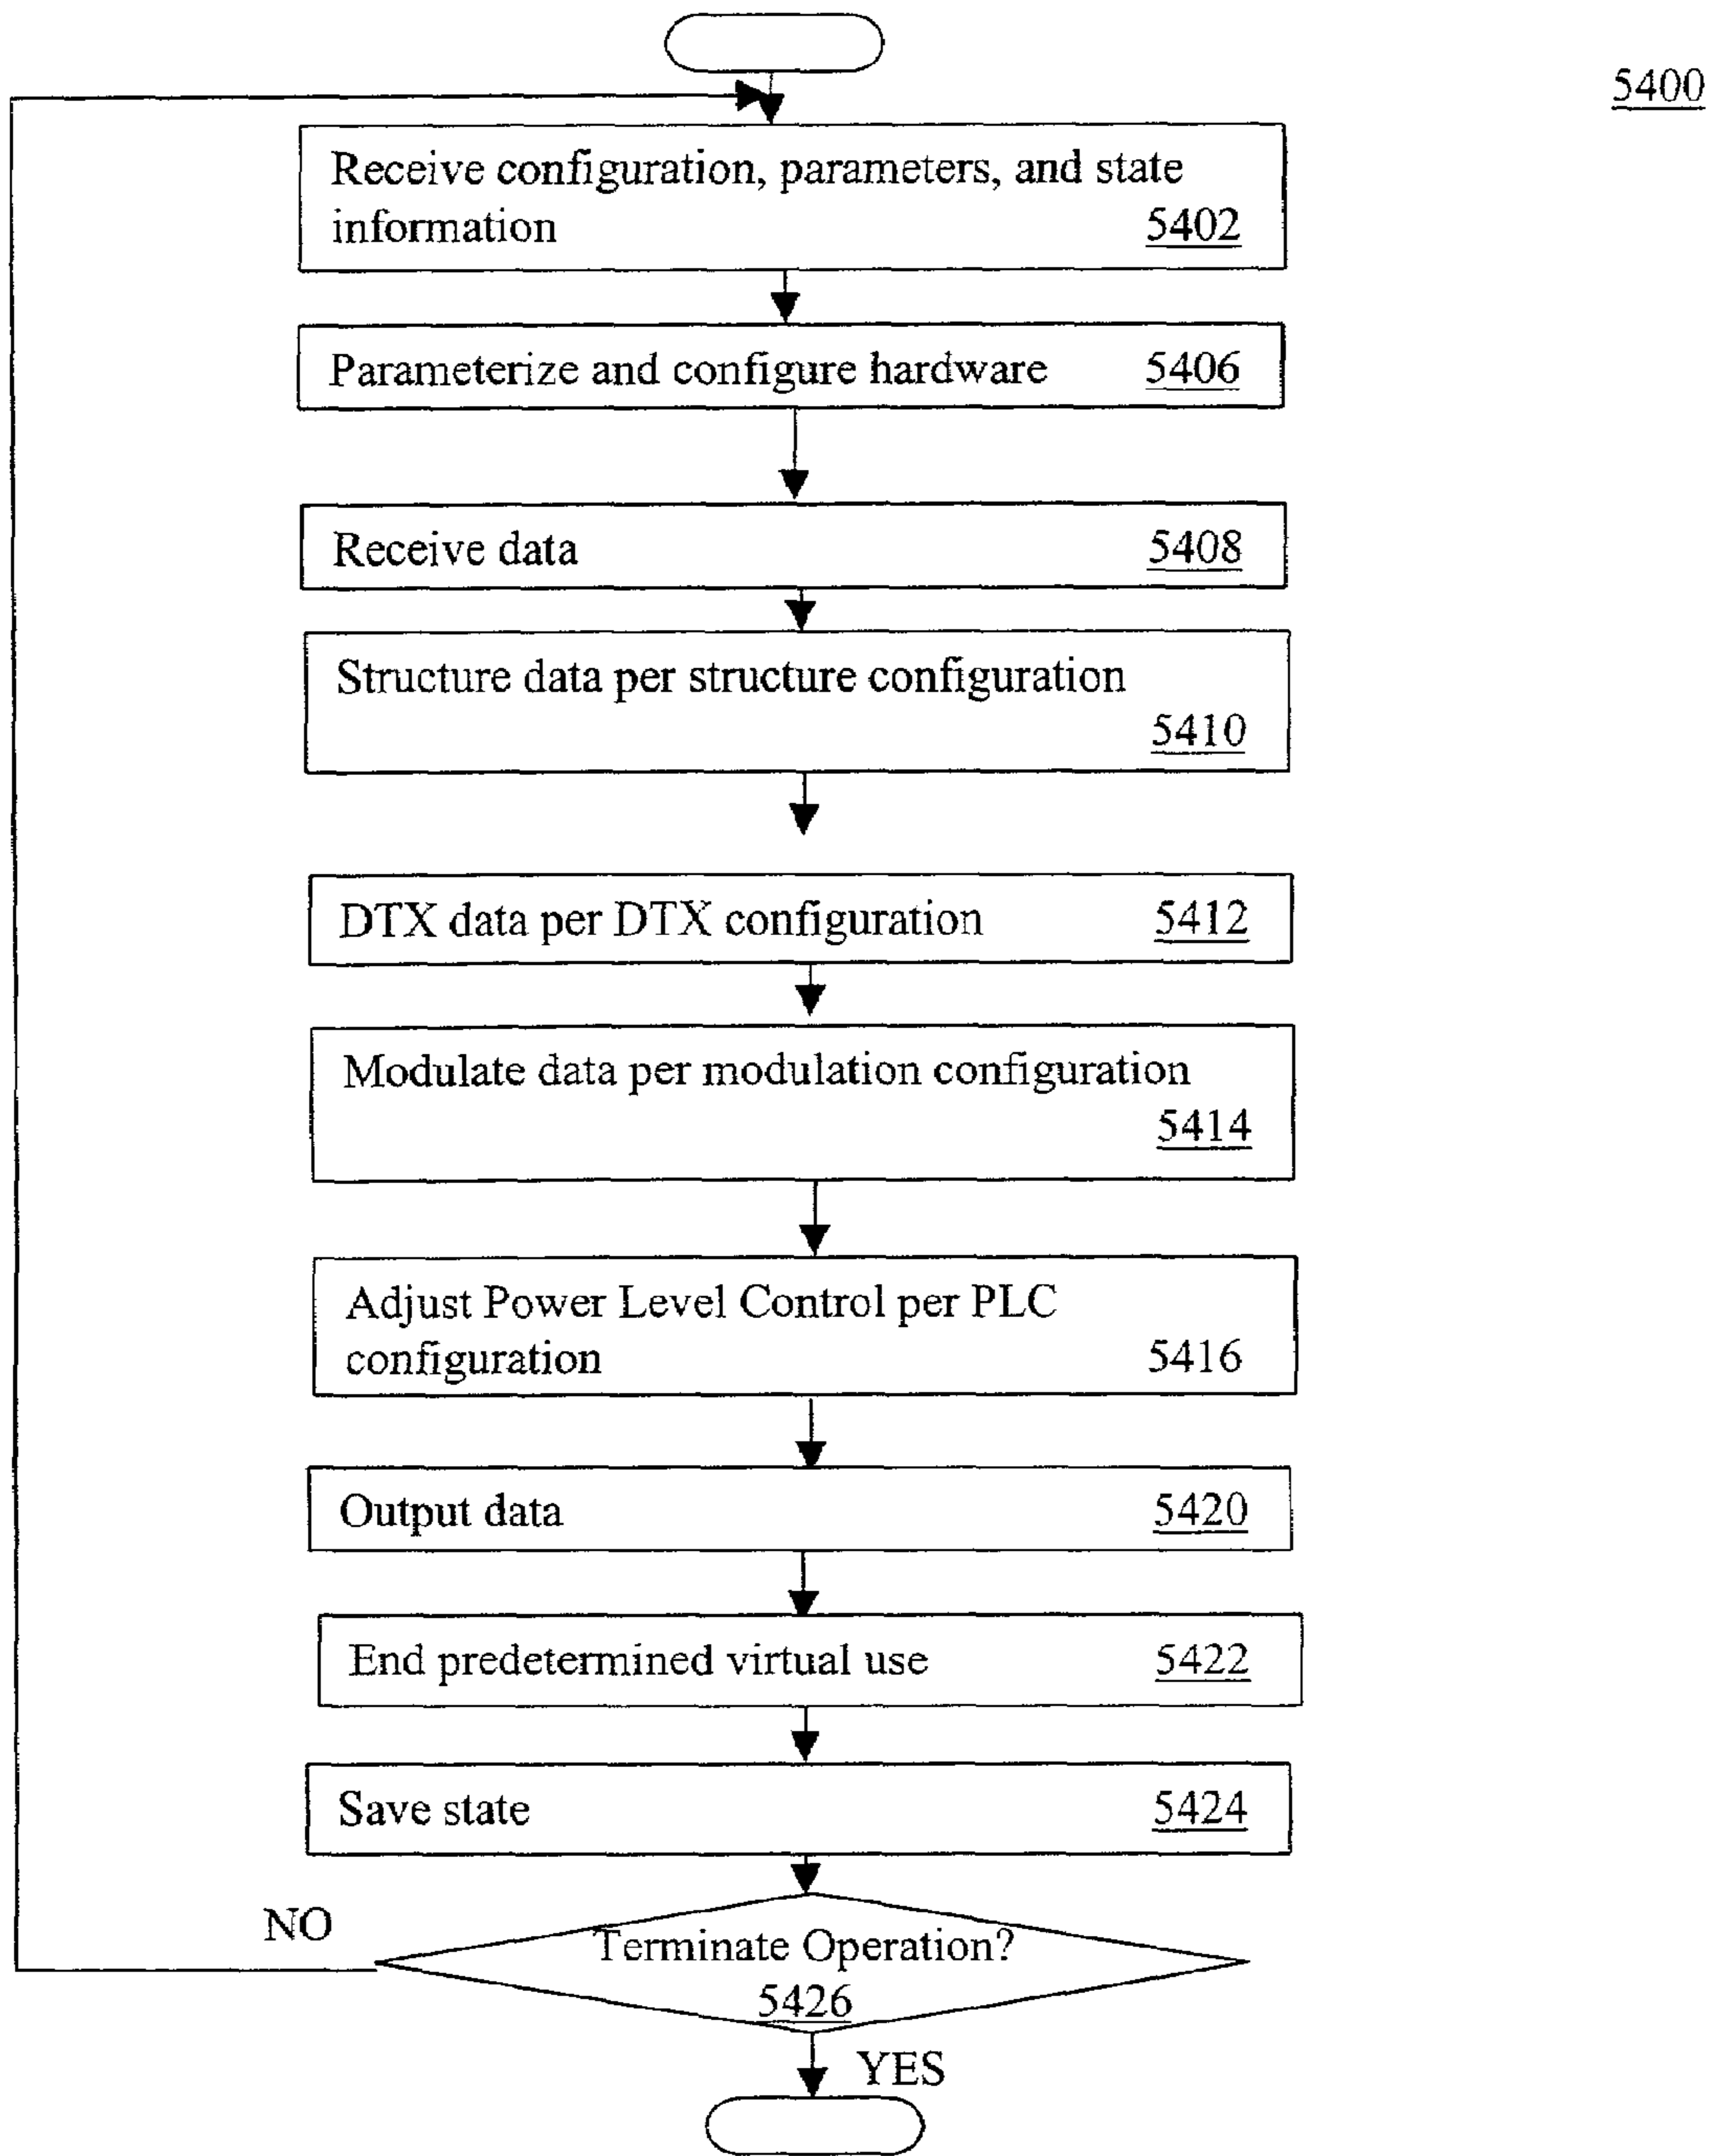 5400
Receive configuration, parameters, and state
information 5402
Parameterize and configure hardware 5406
Receive data 5408
Structure data per structure configuration
5410
DTX data per DTX configuration 5412
Modulate data per modulation configuration
5414
Adjust Power Level Control per PLC
configuration 5416
Output data 5420
End predetermined virtual use 5422
Save state 5424
NO
Terminate Operation?
5426
YES